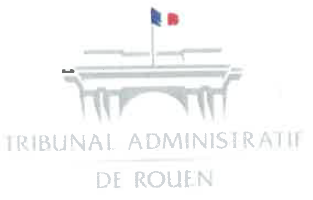 TRIBUNAL ADMINISTRATIF
DE ROUEN